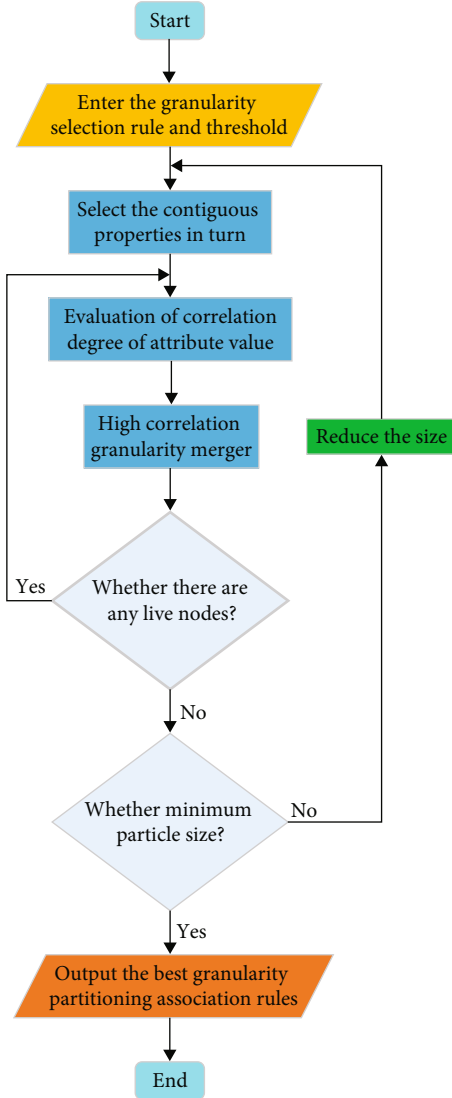 Start
Enter the granularity
selection rule and threshold
Select the contiguous
properties in turn
Evaluation of correlation
degree of attribute value
High correlation
granularity merger
Reduce the size
Whether there are
any live nodes?
Yes
No
Whether minimum
particle size?
No
Yes
Output the best granularity
partitioning association rules
End